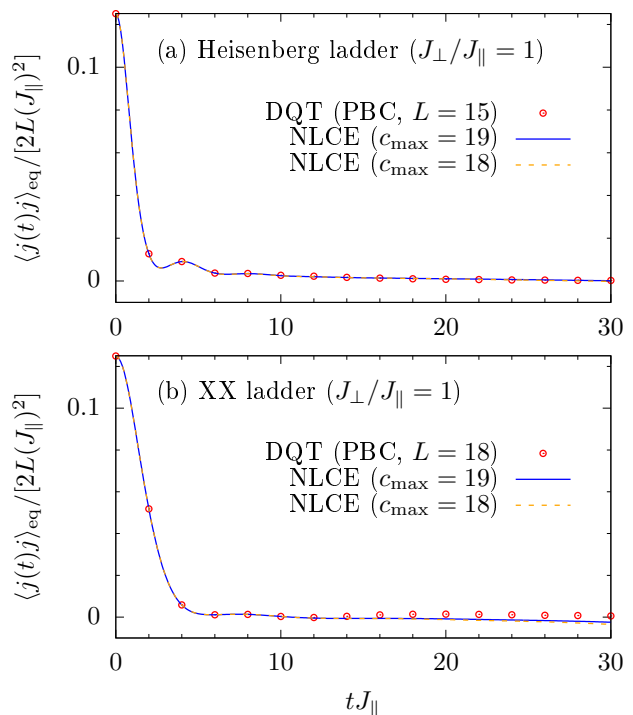 (a) Heisenberg ladder (J⊥/J∥ = 1)
0.1
DQT (PBC, L = 15)
NLCE (cmax = 19)
NLCE (cmax = 18)
⟨j(t)j⟩eq/[2L(J∥)²]
0
0 10 20 30
(b) XX ladder (J⊥/J∥ = 1)
0.1
DQT (PBC, L = 18)
NLCE (cmax = 19)
NLCE (cmax = 18)
⟨j(t)j⟩eq/[2L(J∥)²]
0
0 10 20 30
tJ∥